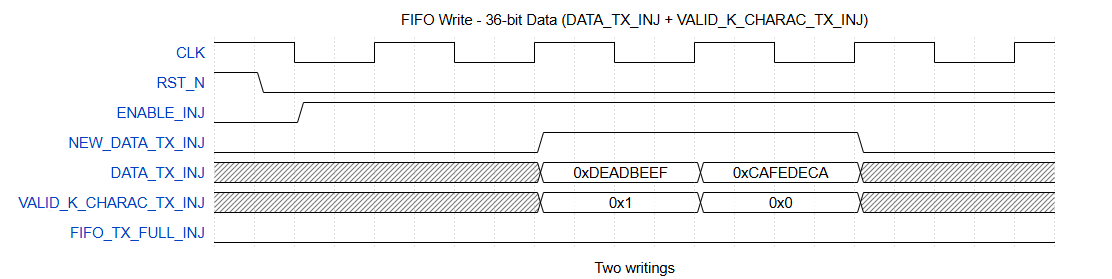 FIFO Write - 36-bit Data (DATA_TX_INJ + VALID_K_CHARAC_TX_INJ)
CLK
RST_N
ENABLE_INJ
NEW_DATA_TX_INJ
DATA_TX_INJ 0xDEADBEEF 0xCAFEDECA
VALID_K_CHARAC_TX_INJ 0x1 0x0
FIFO_TX_FULL_INJ
Two writings